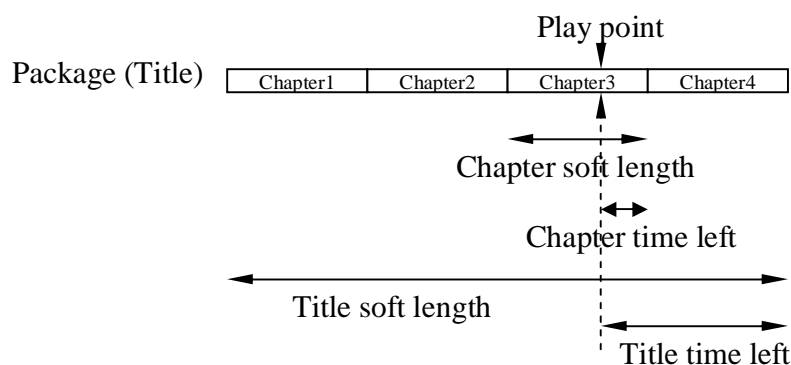 Play point
Package (Title)
Chapter1
Chapter2
Chapter3
Chapter4
Chapter soft length
Chapter time left
Title soft length
Title time left